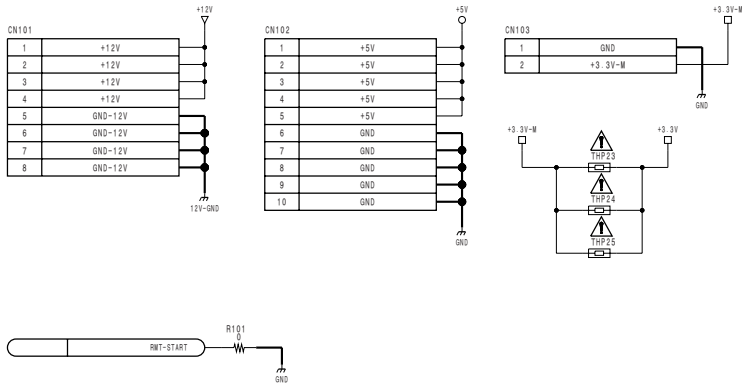 +12V
CN101
1 +12V
2 +12V
3 +12V
4 +12V
5 GND-12V
6 GND-12V
7 GND-12V
8 GND-12V
12V-GND
+5V
CN102
1 +5V
2 +5V
3 +5V
4 +5V
5 +5V
6 GND
7 GND
8 GND
9 GND
10 GND
GND
+3.3V-M
CN103
1 GND
2 +3.3V-M
GND
+3.3V-M
+3.3V
THP23
THP24
THP25
RMT-START
R101
0
GND